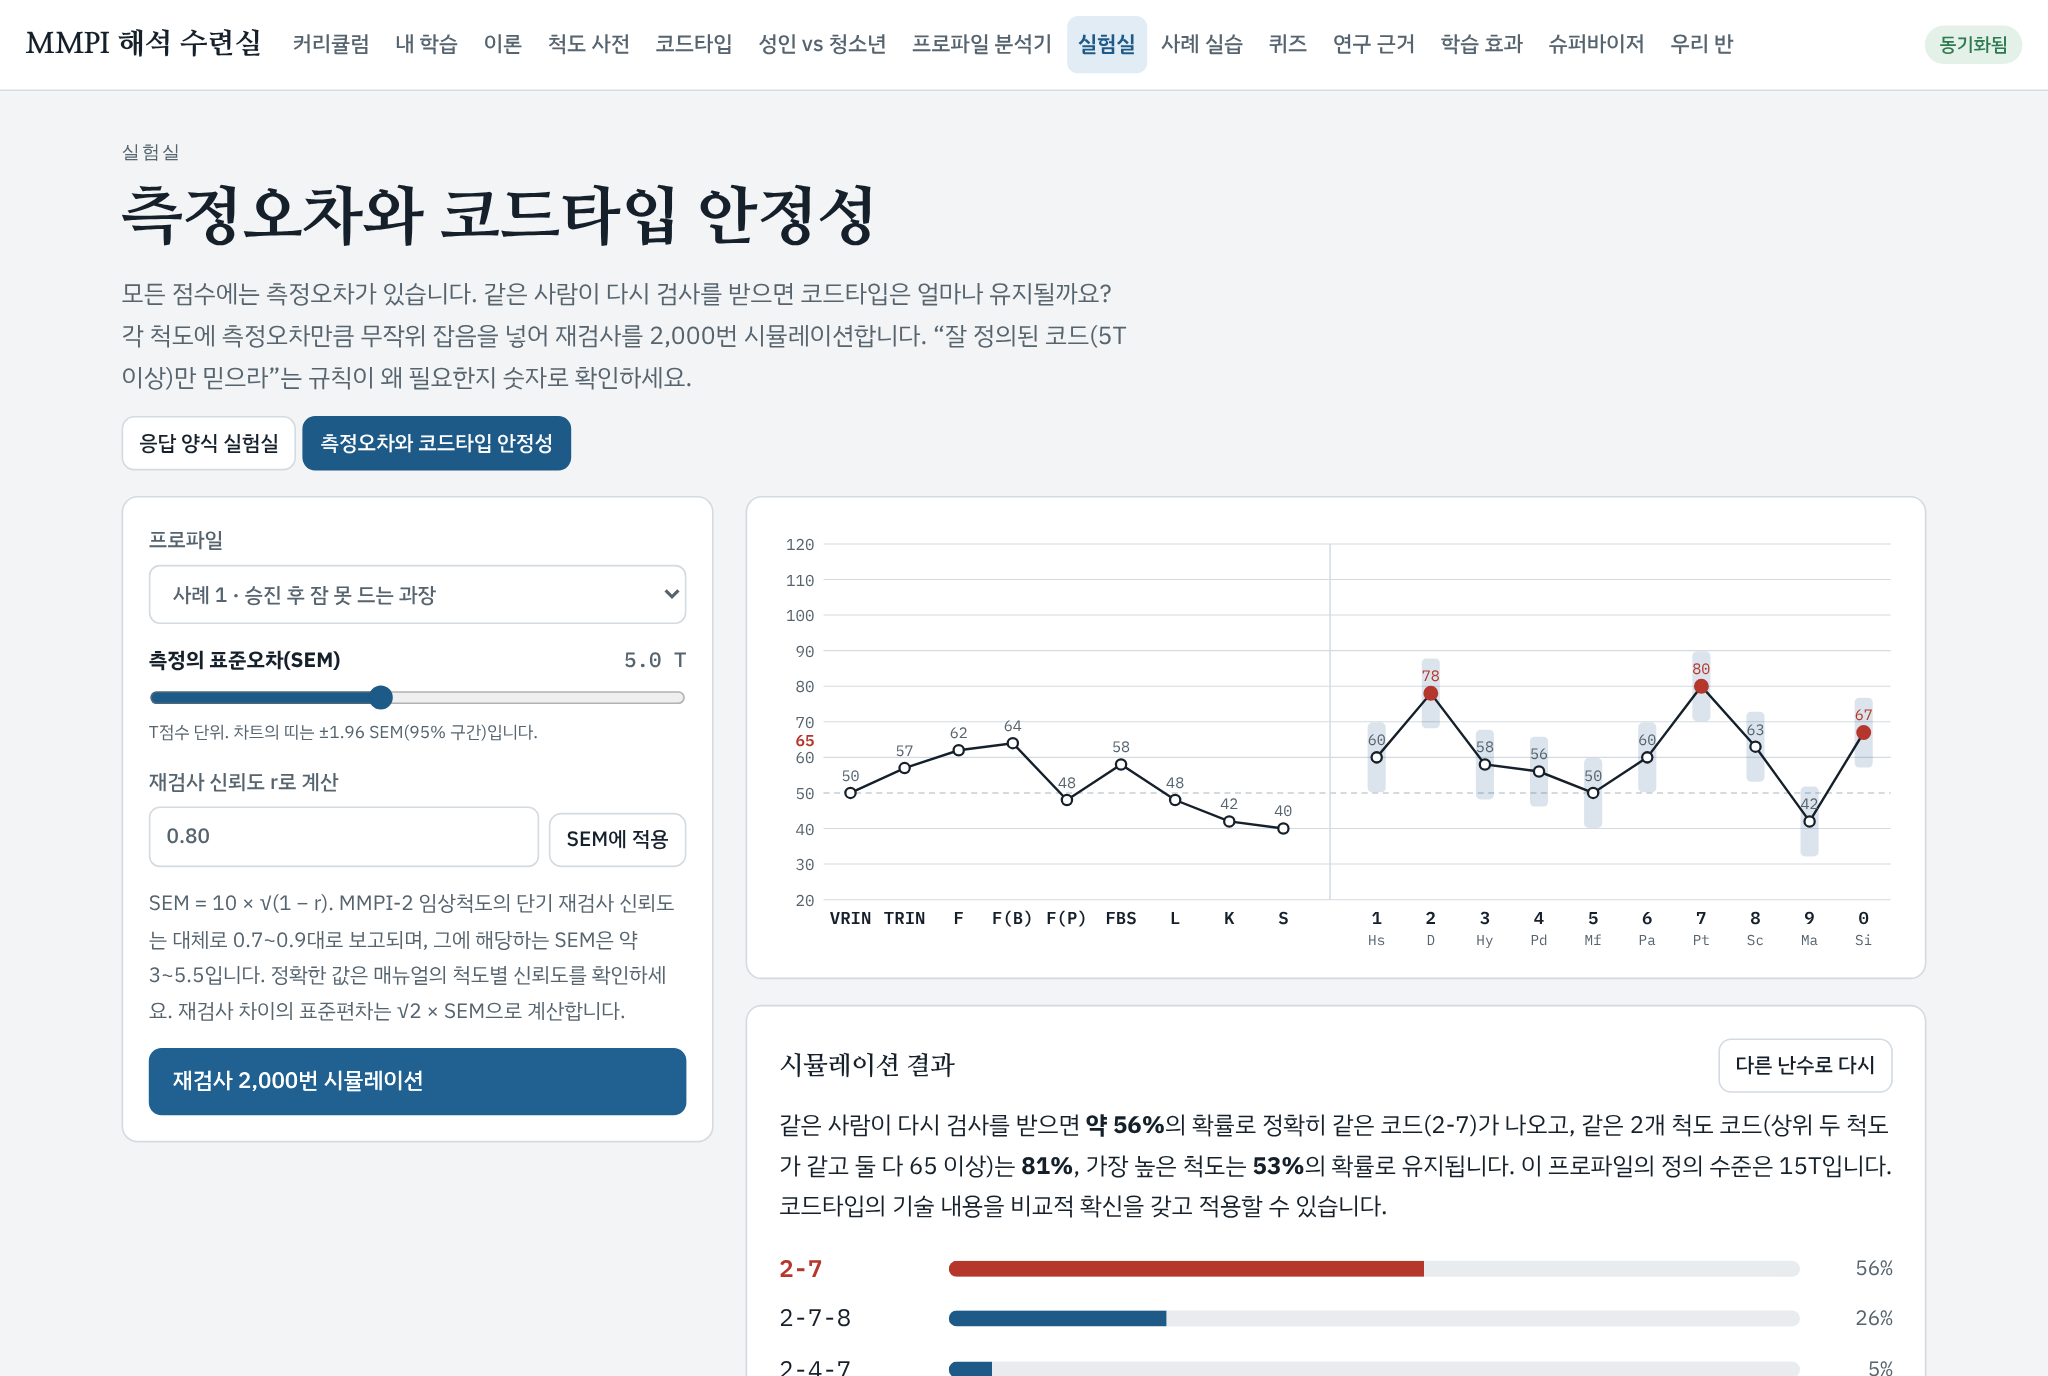 MMPI 해석 수련실
커리큘럼 내 학습 이론 척도 사전 코드타입 성인 vs 청소년 프로파일 분석기 실험실 사례 실습 퀴즈 연구 근거 학습 효과 슈퍼바이저 우리 반
동기화됨
실험실
측정오차와 코드타입 안정성
모든 점수에는 측정오차가 있습니다. 같은 사람이 다시 검사를 받으면 코드타입은 얼마나 유지될까요?
각 척도에 측정오차만큼 무작위 잡음을 넣어 재검사를 2,000번 시뮬레이션합니다. “잘 정의된 코드(5T
이상)만 믿으라”는 규칙이 왜 필요한지 숫자로 확인하세요.
응답 양식 실험실 측정오차와 코드타입 안정성
프로파일
사례 1 · 승진 후 잠 못 드는 과장
측정의 표준오차(SEM) 5.0 T
T점수 단위. 차트의 띠는 ±1.96 SEM(95% 구간)입니다.
재검사 신뢰도 r로 계산
0.80 SEM에 적용
SEM = 10 × √(1 − r). MMPI-2 임상척도의 단기 재검사 신뢰도
는 대체로 0.7~0.9대로 보고되며, 그에 해당하는 SEM은 약
3~5.5입니다. 정확한 값은 매뉴얼의 척도별 신뢰도를 확인하세
요. 재검사 차이의 표준편차는 √2 × SEM으로 계산합니다.
재검사 2,000번 시뮬레이션
120
110
100
90
80
70
65
60
50
40
30
20
50 57 62 64 48 58 48 42 40 60 78 58 56 50 60 80 63 42 67
VRIN TRIN F F(B) F(P) FBS L K S 1 2 3 4 5 6 7 8 9 0
Hs D Hy Pd Mf Pa Pt Sc Ma Si
시뮬레이션 결과
다른 난수로 다시
같은 사람이 다시 검사를 받으면 약 56%의 확률로 정확히 같은 코드(2-7)가 나오고, 같은 2개 척도 코드(상위 두 척도
가 같고 둘 다 65 이상)는 81%, 가장 높은 척도는 53%의 확률로 유지됩니다. 이 프로파일의 정의 수준은 15T입니다.
코드타입의 기술 내용을 비교적 확신을 갖고 적용할 수 있습니다.
2-7 56%
2-7-8 26%
2-4-7 5%